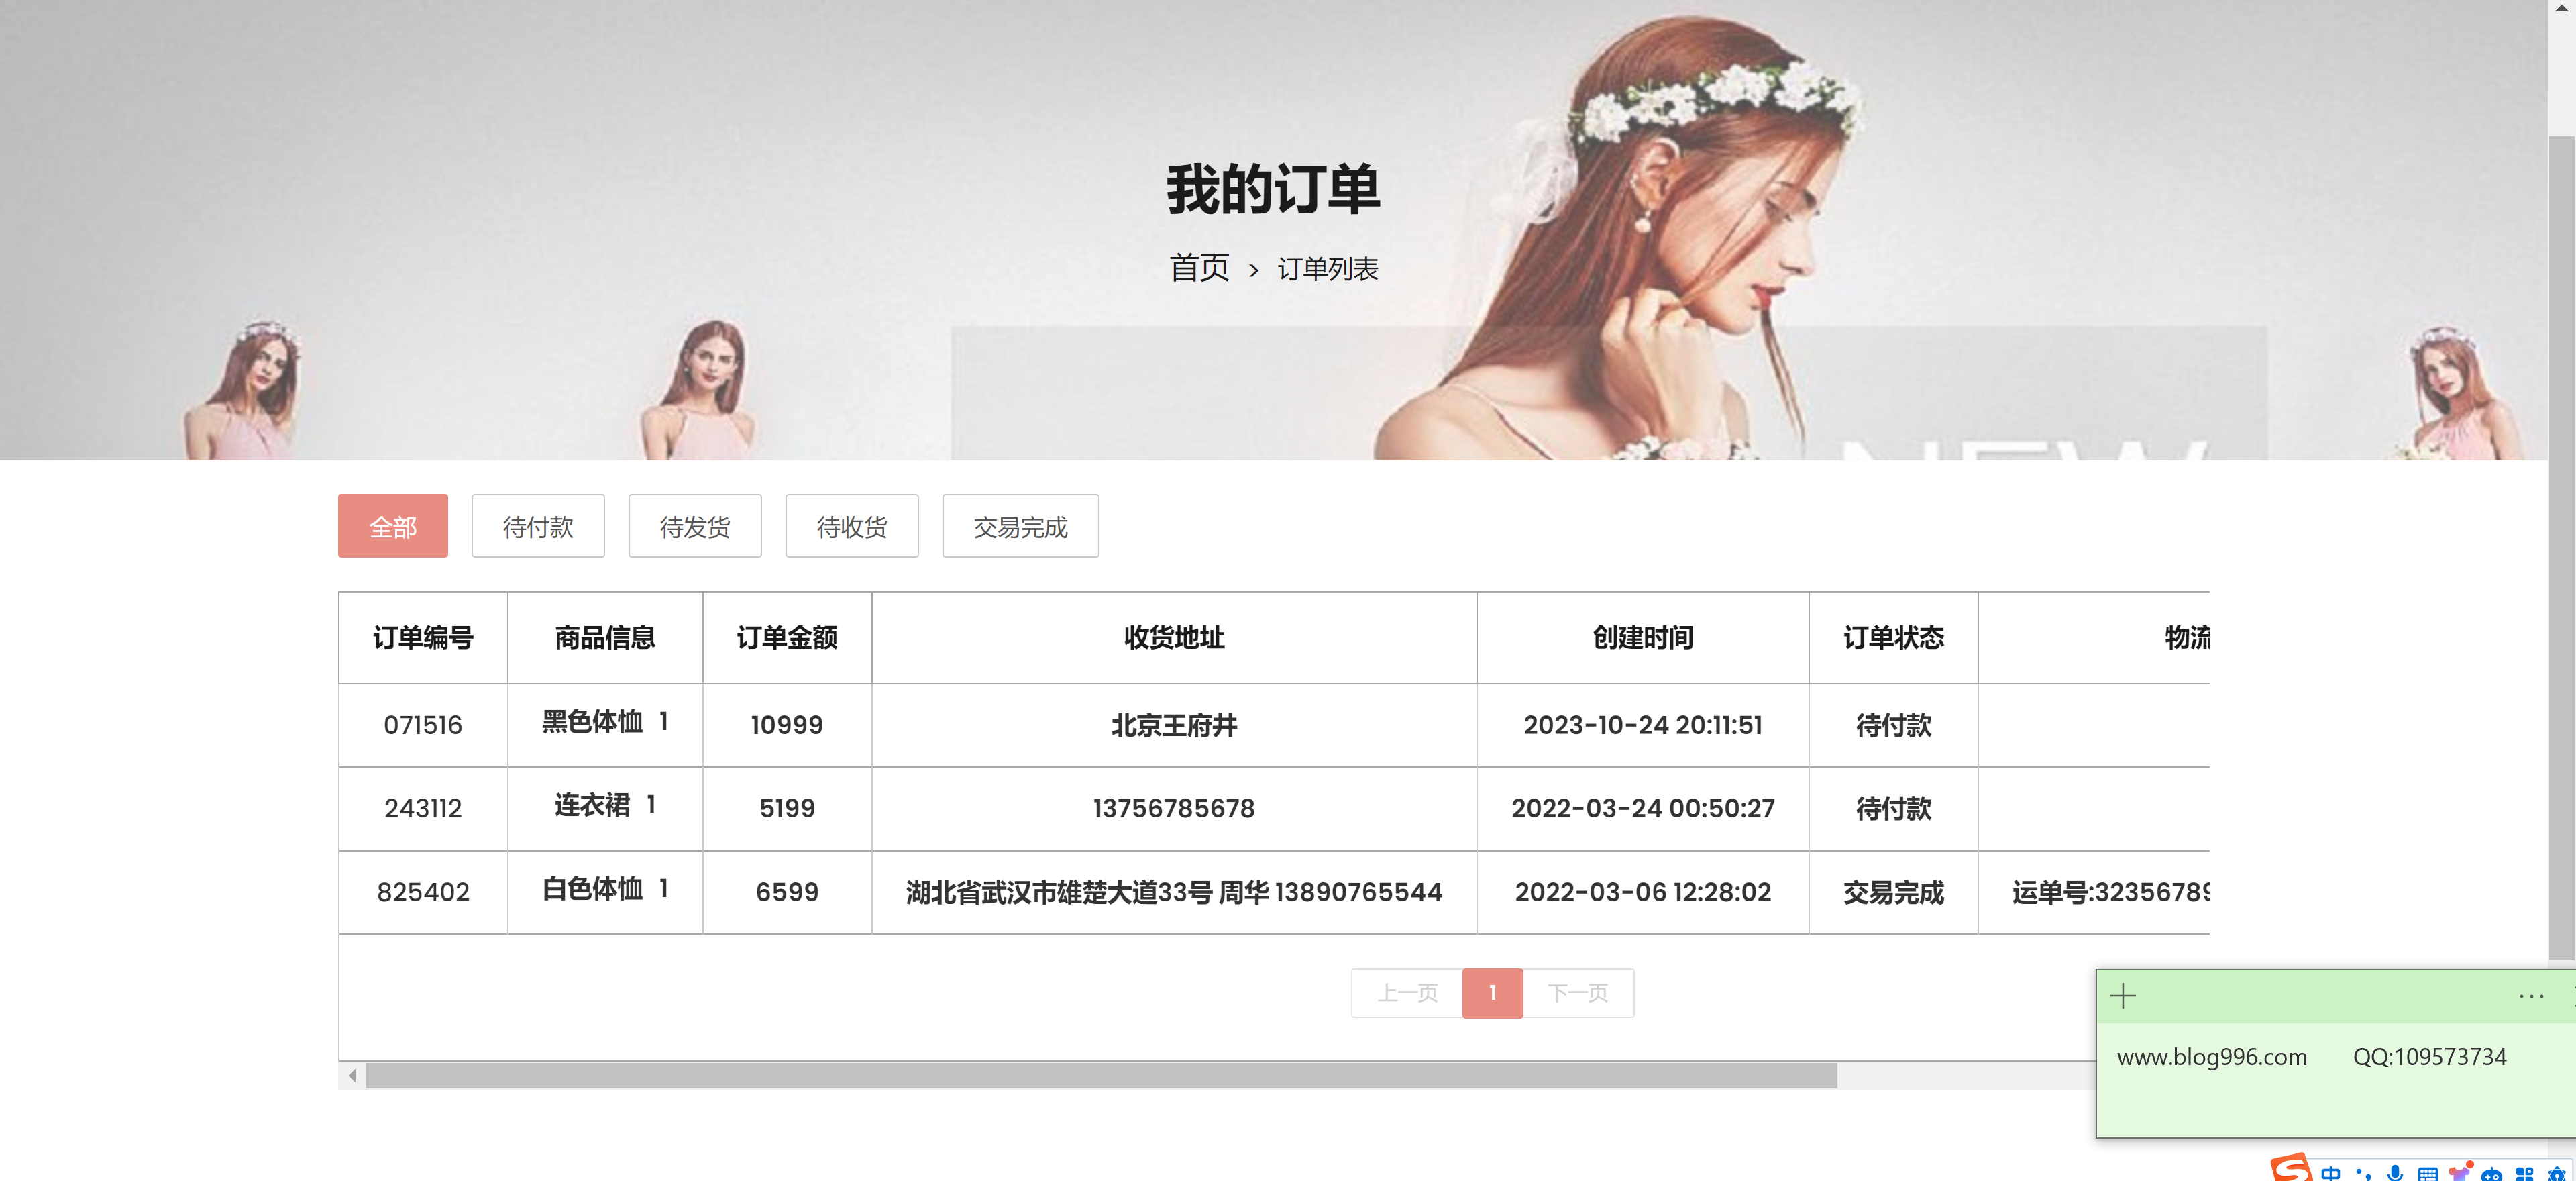 我的订单
首页 > 订单列表
NEW
全部 待付款 待发货 待收货 交易完成
订单编号 商品信息 订单金额 收货地址 创建时间 订单状态 物流
071516 黑色体恤 1 10999 北京王府井 2023-10-24 20:11:51 待付款
243112 连衣裙 1 5199 13756785678 2022-03-24 00:50:27 待付款
825402 白色体恤 1 6599 湖北省武汉市雄楚大道33号 周华 13890765544 2022-03-06 12:28:02 交易完成 运单号:32356789
上一页 1 下一页
www.blog996.com QQ:109573734
中